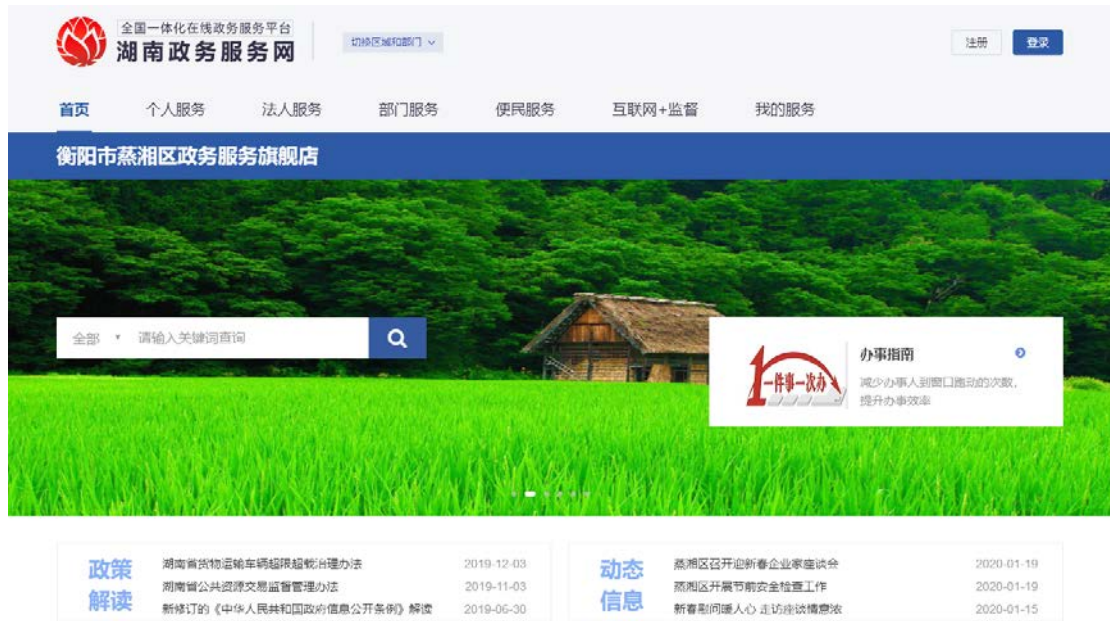 全国一体化在线政务服务平台
湖南政务服务网
切换区域和部门
注册
登录
首页 个人服务 法人服务 部门服务 便民服务 互联网+监督 我的服务
衡阳市蒸湘区政务服务旗舰店
全部 请输入关键词查询
一件事一次办
办事指南
减少办事人到窗口跑动的次数，
提升办事效率
政策
解读
湖南省货物运输车辆超限超载治理办法 2019-12-03
湖南省公共资源交易监督管理办法 2019-11-03
新修订的《中华人民共和国政府信息公开条例》解读 2019-06-30
动态
信息
蒸湘区召开迎新春企业家座谈会 2020-01-19
蒸湘区开展节前安全检查工作 2020-01-19
新春慰问暖人心 走访座谈情意浓 2020-01-15